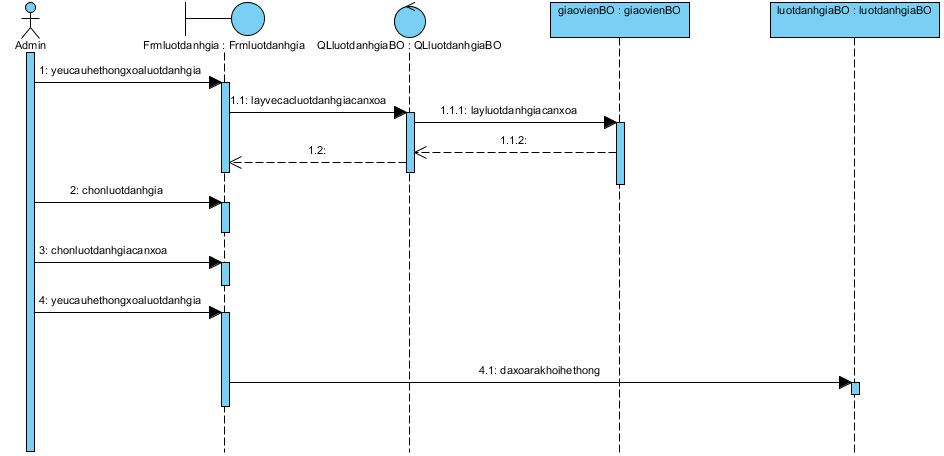 giaovienBO : giaovienBO
luotdanhgiaBO : luotdanhgiaBO
Admin
Frmluotdanhgia : Frmluotdanhgia
QLluotdanhgiaBO : QLluotdanhgiaBO
1: yeucauhethongxoaluotdanhgia
1.1: layvecacluotdanhgiacanxoa
1.1.1: layluotdanhgiacanxoa
1.1.2:
1.2:
2: chonluotdanhgia
3: chonluotdanhgiacanxoa
4: yeucauhethongxoaluotdanhgia
4.1: daxoarakhoihethong